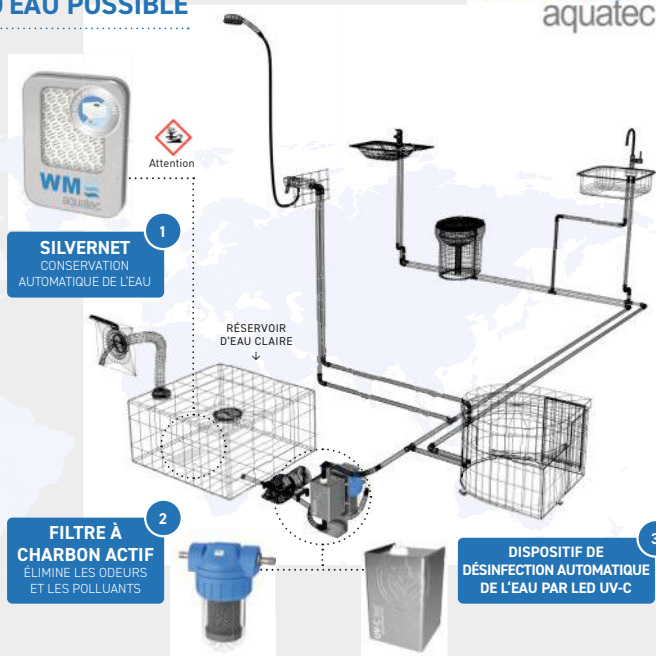 D'EAU POSSIBLE
aquatec
WM
aquatec
Attention
1
SILVERNET
CONSERVATION
AUTOMATIQUE DE L'EAU
RÉSERVOIR
D'EAU CLAIRE
↓
2
FILTRE À
CHARBON ACTIF
ÉLIMINE LES ODEURS
ET LES POLLUANTS
UV-C
3
DISPOSITIF DE
DÉSINFECTION AUTOMATIQUE
DE L'EAU PAR LED UV-C